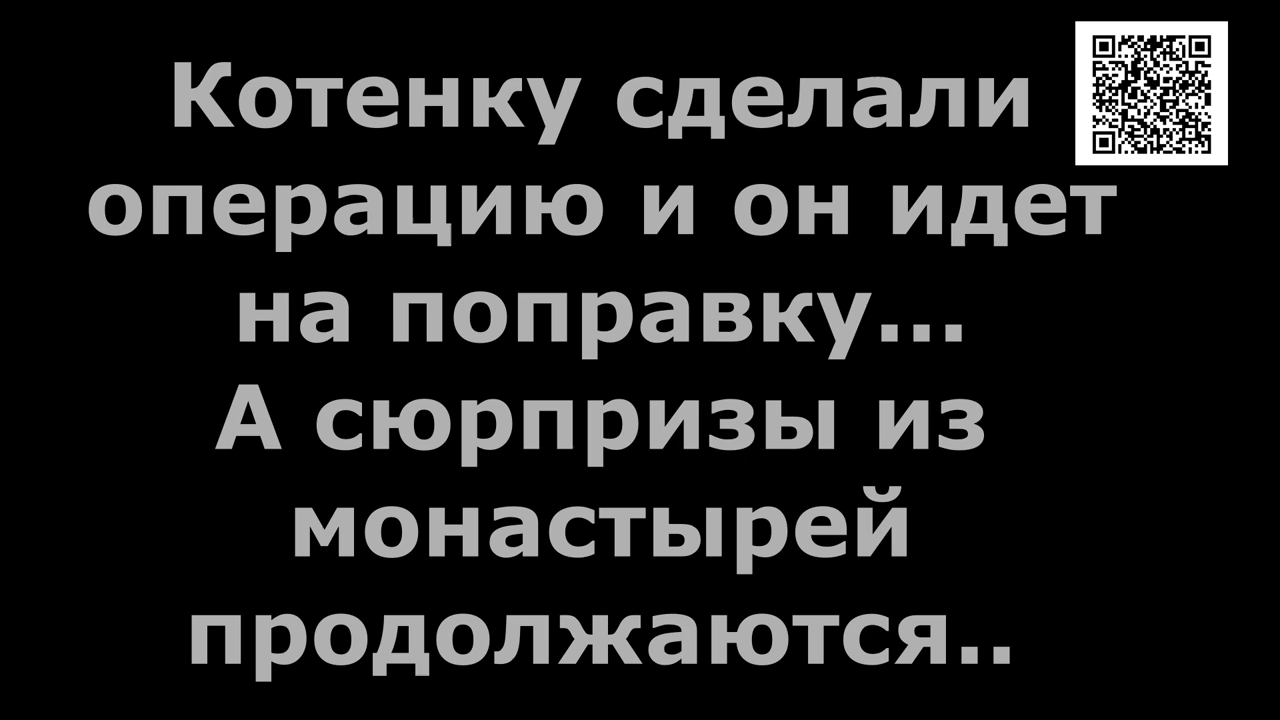 Котенку сделали
операцию и он идет
на поправку...
А сюрпризы из
монастырей
продолжаются..